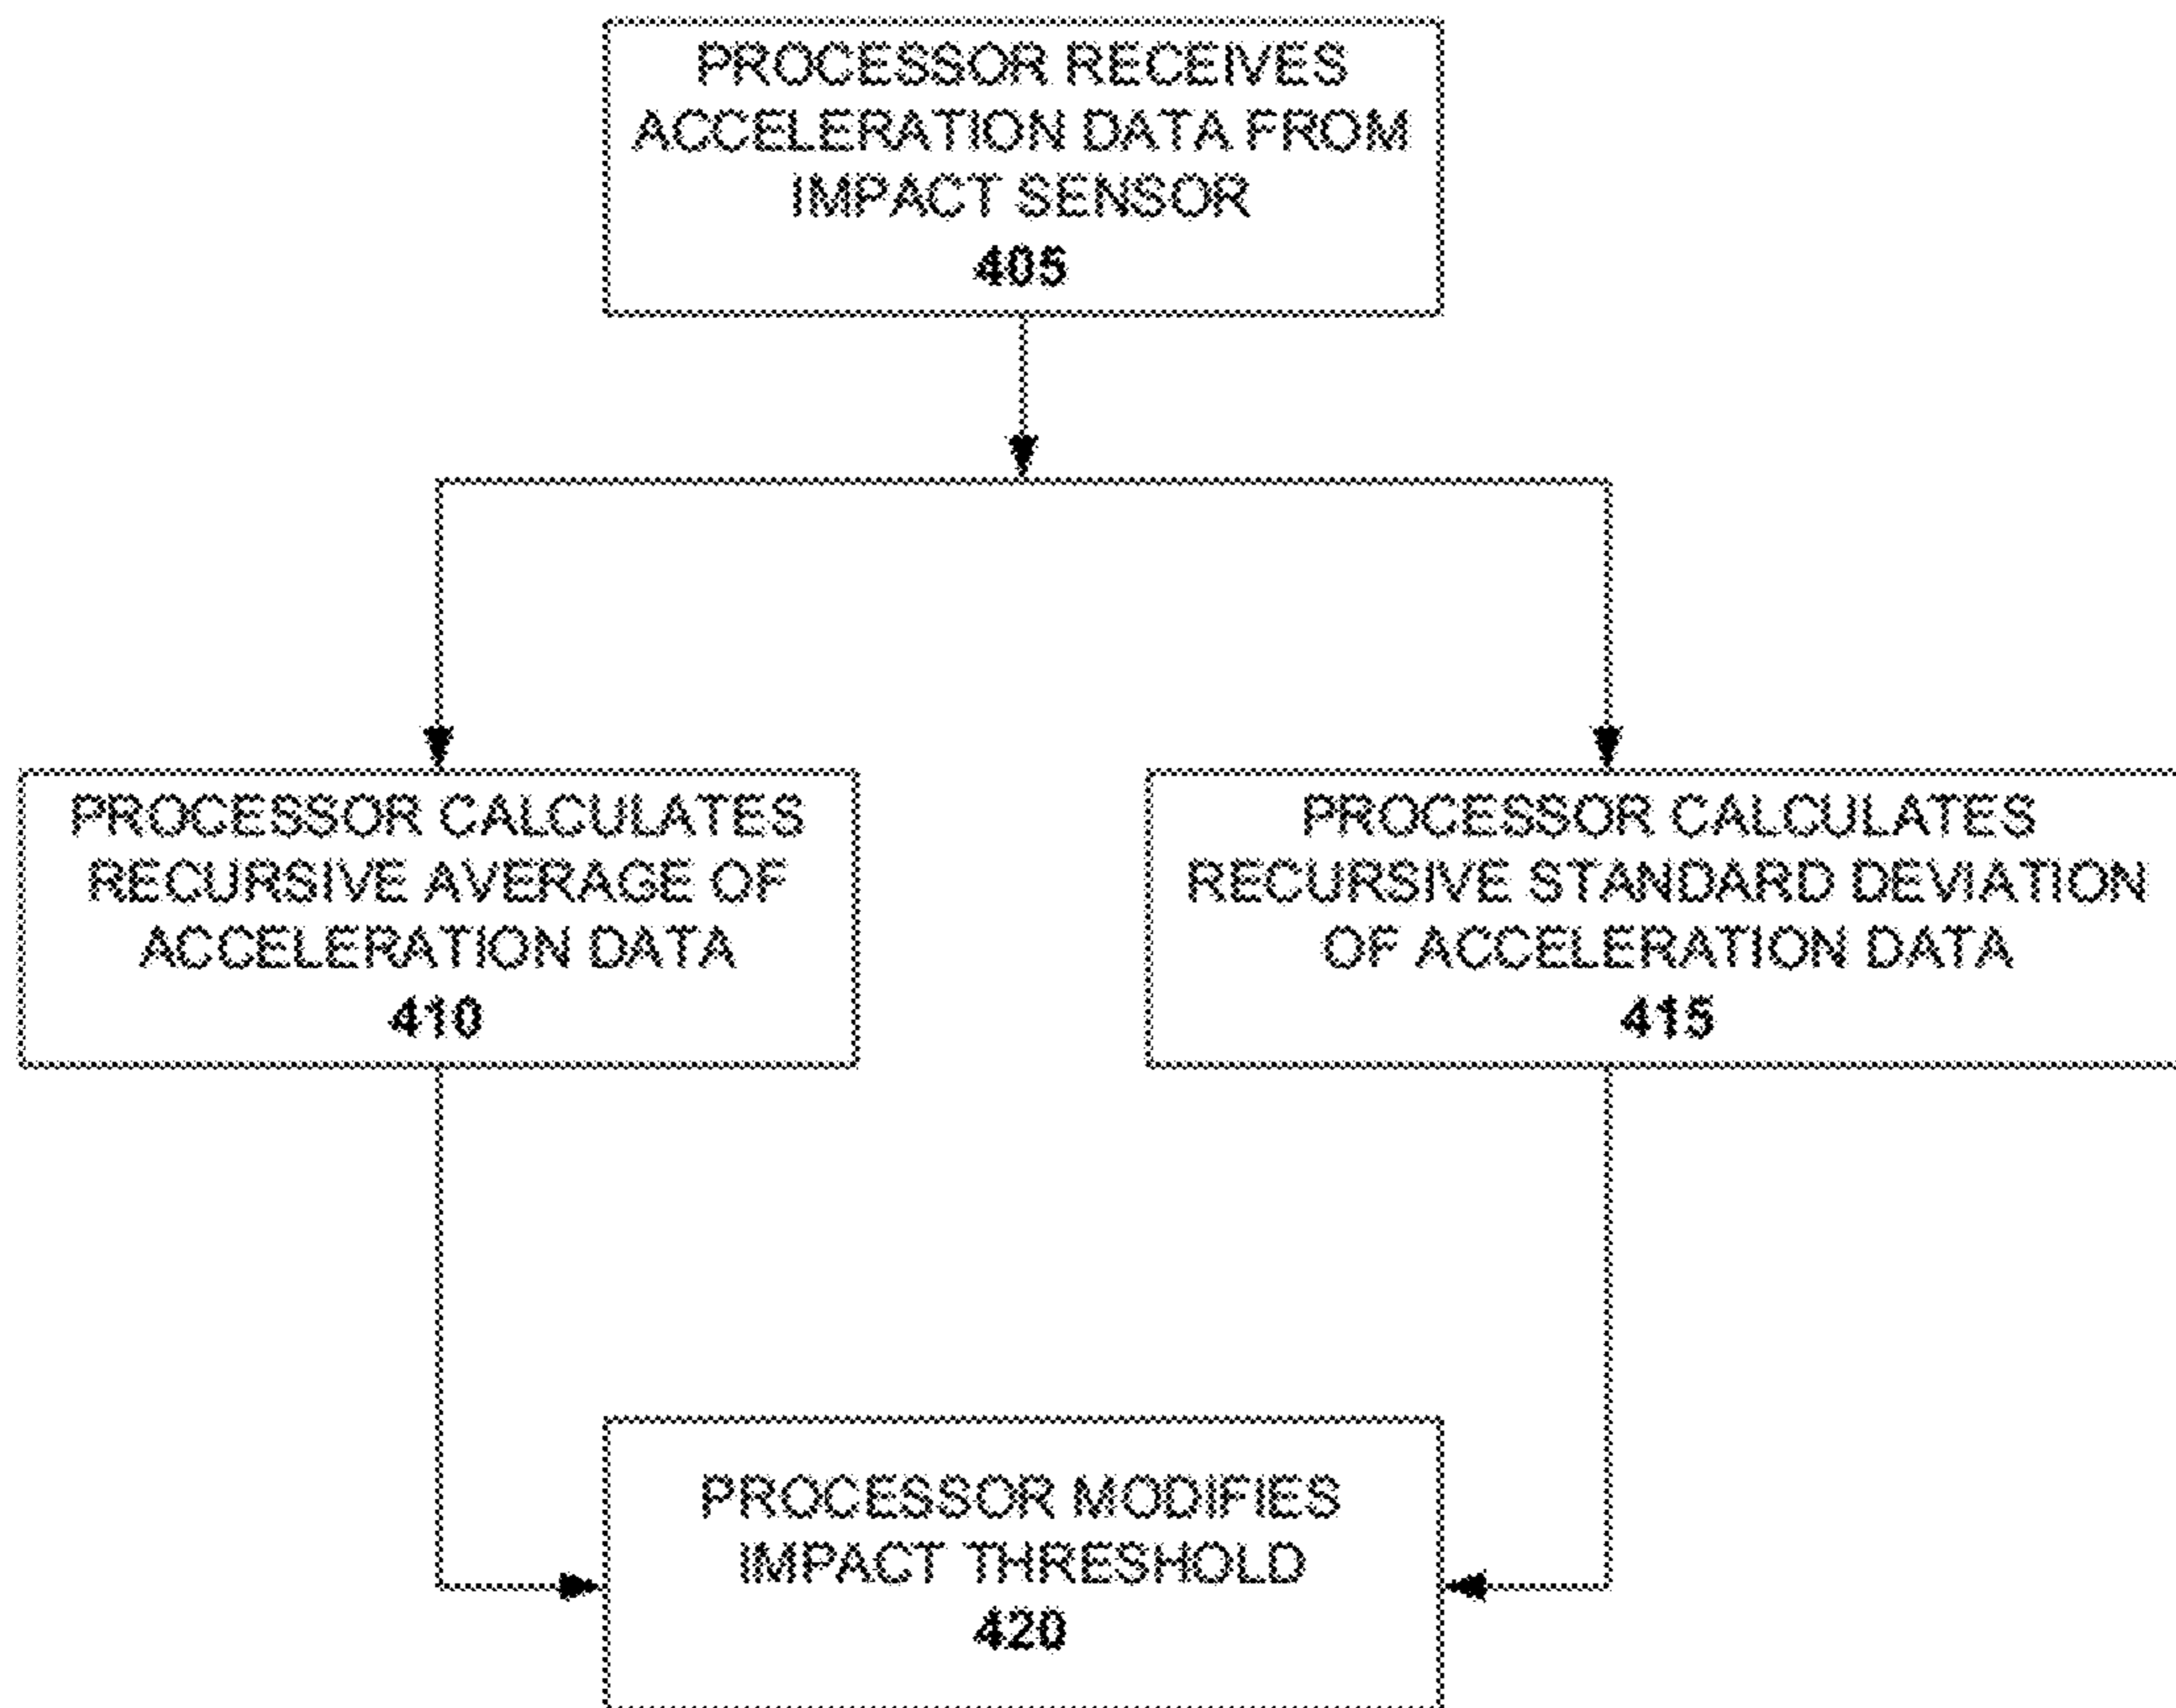 PROCESSOR RECEIVES
ACCELERATION DATA FROM
IMPACT SENSOR
405
PROCESSOR CALCULATES
RECURSIVE AVERAGE OF
ACCELERATION DATA
410
PROCESSOR CALCULATES
RECURSIVE STANDARD DEVIATION
OF ACCELERATION DATA
415
PROCESSOR MODIFIES
IMPACT THRESHOLD
420